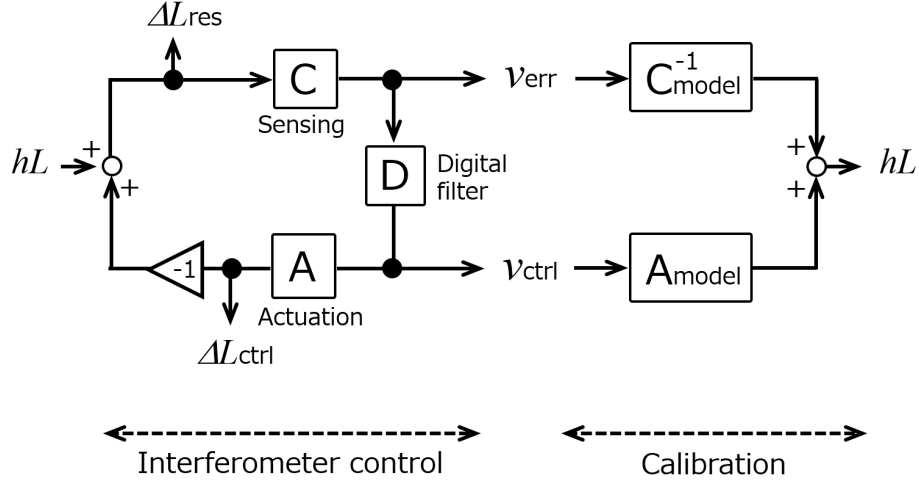 ΔLres
C
Sensing
verr
C-1model
+
hL
+
D
Digital
filter
+
+
hL
-1
A
Actuation
vctrl
Amodel
ΔLctrl
Interferometer control
Calibration